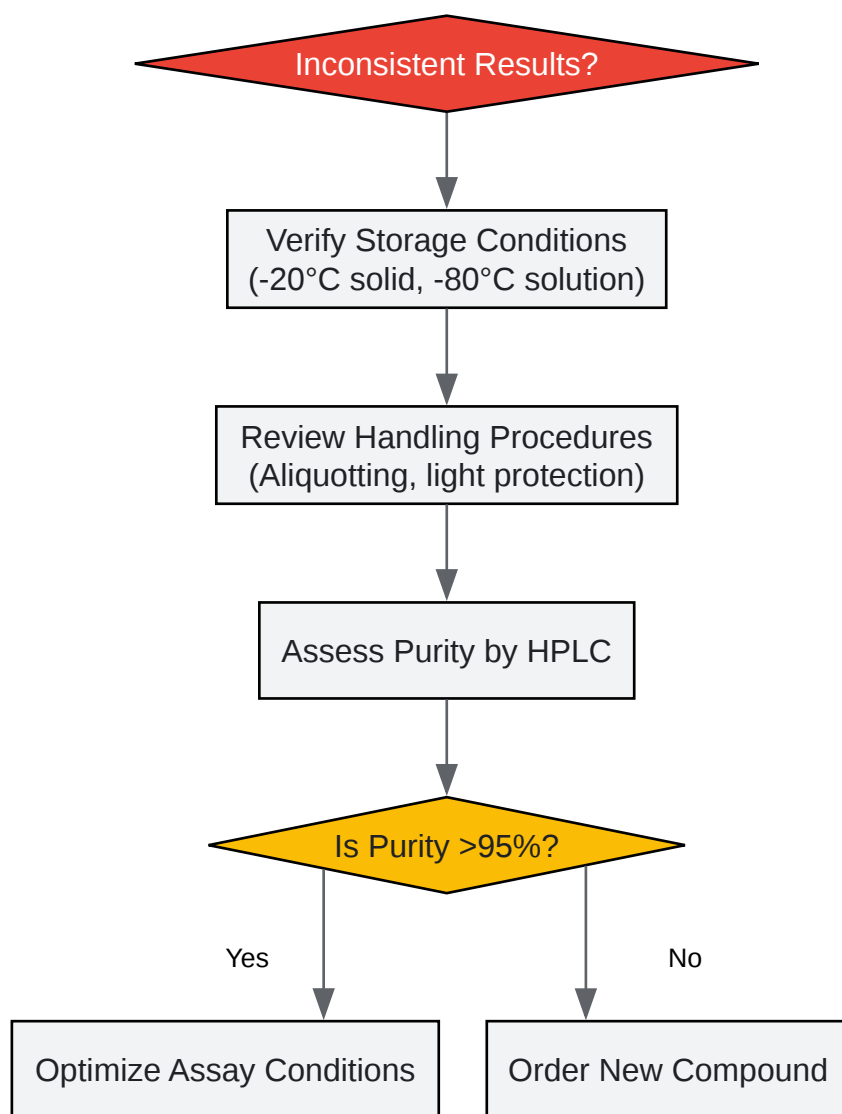 Inconsistent Results?
Verify Storage Conditions
(-20°C solid, -80°C solution)
Review Handling Procedures
(Aliquotting, light protection)
Assess Purity by HPLC
Is Purity >95%?
Yes
No
Optimize Assay Conditions
Order New Compound